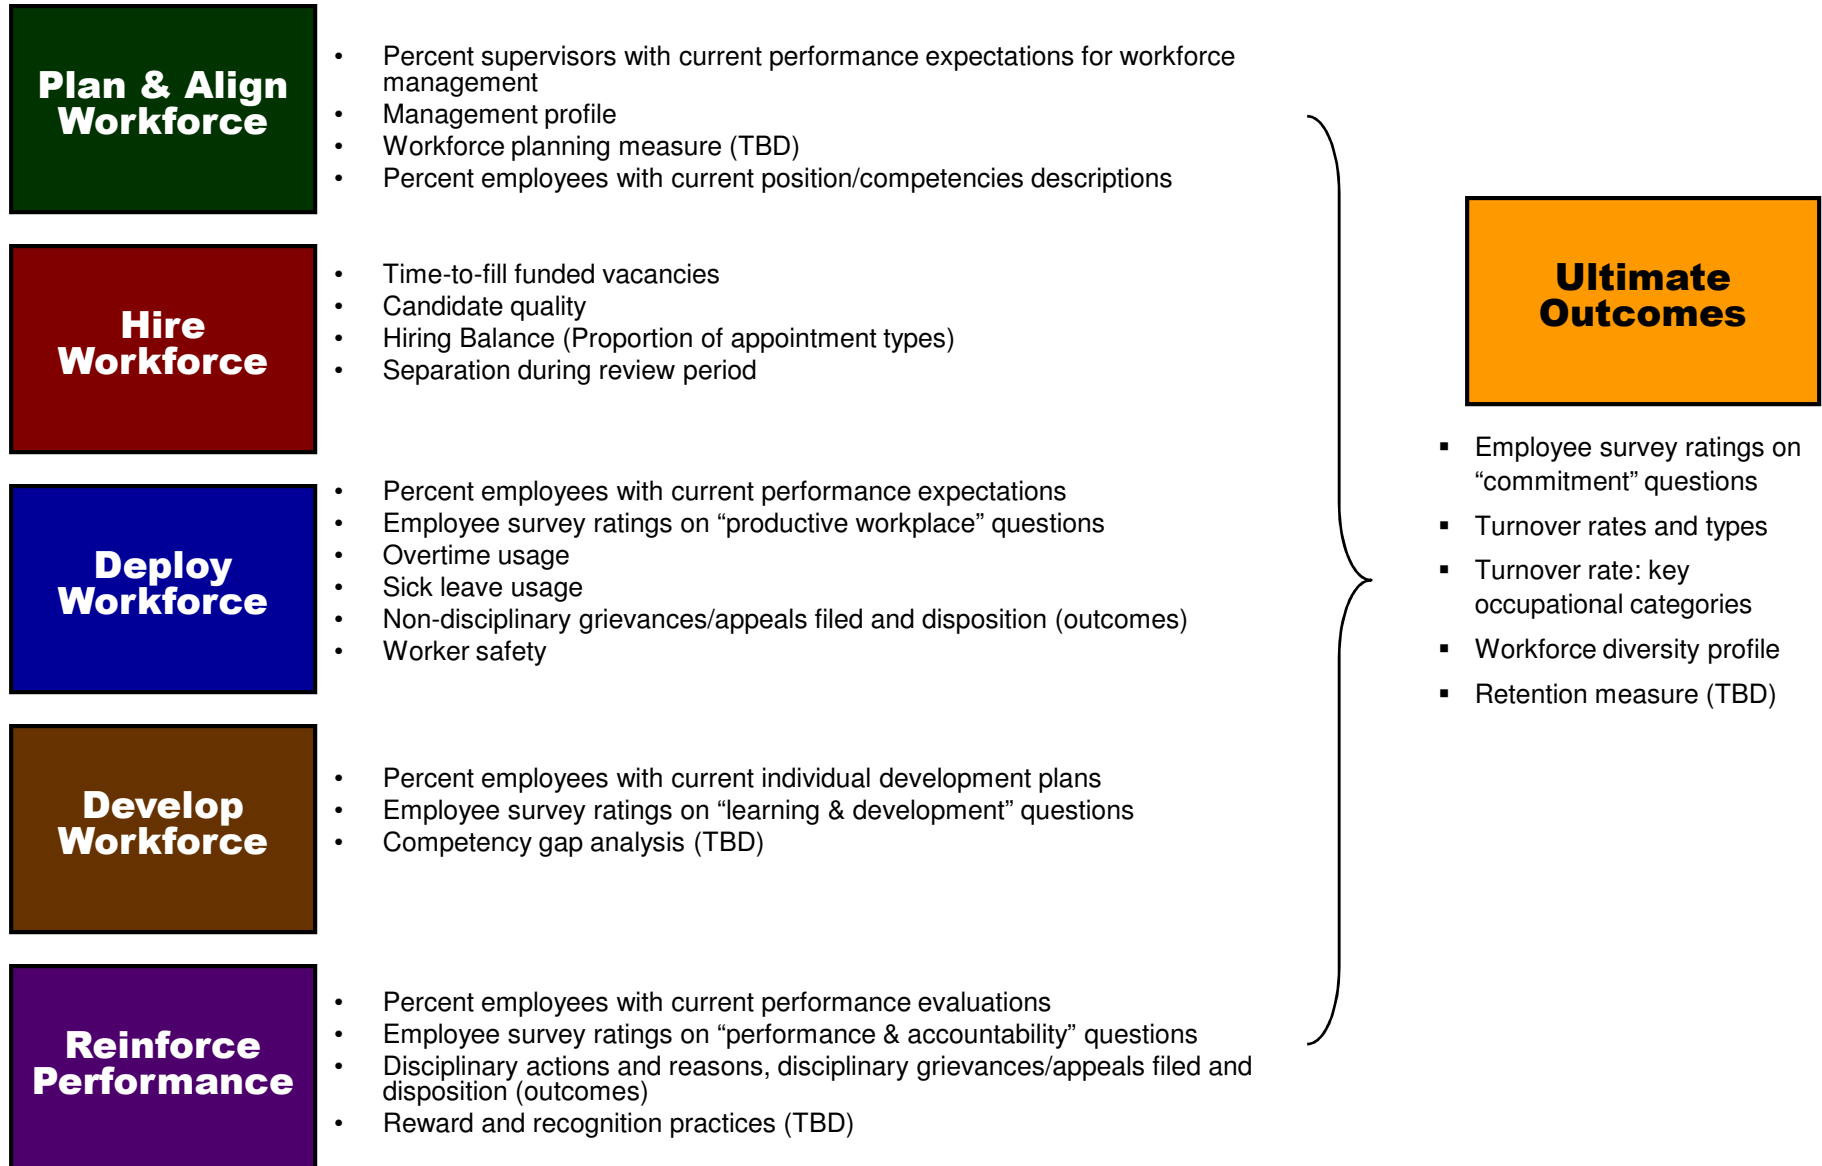 Plan & Align
Workforce
• Percent supervisors with current performance expectations for workforce
management
• Management profile
• Workforce planning measure (TBD)
• Percent employees with current position/competencies descriptions
Hire
Workforce
• Time-to-fill funded vacancies
• Candidate quality
• Hiring Balance (Proportion of appointment types)
• Separation during review period
Deploy
Workforce
• Percent employees with current performance expectations
• Employee survey ratings on “productive workplace” questions
• Overtime usage
• Sick leave usage
• Non-disciplinary grievances/appeals filed and disposition (outcomes)
• Worker safety
Develop
Workforce
• Percent employees with current individual development plans
• Employee survey ratings on “learning & development” questions
• Competency gap analysis (TBD)
Reinforce
Performance
• Percent employees with current performance evaluations
• Employee survey ratings on “performance & accountability” questions
• Disciplinary actions and reasons, disciplinary grievances/appeals filed and
disposition (outcomes)
• Reward and recognition practices (TBD)
Ultimate
Outcomes
▪ Employee survey ratings on
“commitment” questions
▪ Turnover rates and types
▪ Turnover rate: key
occupational categories
▪ Workforce diversity profile
▪ Retention measure (TBD)